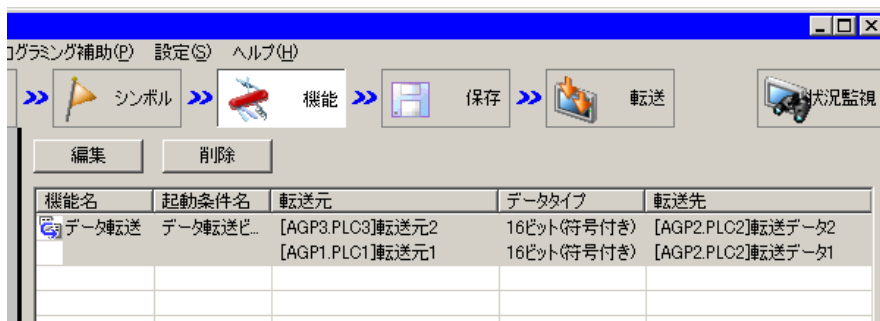 ログラミング補助(P) 設定(S) ヘルプ(H)
シンボル 機能 保存 転送 状況監視
編集 削除
機能名 起動条件名 転送元 データタイプ 転送先
データ転送 データ転送ビ... [AGP3.PLC3]転送元2 16ビット(符号付き) [AGP2.PLC2]転送データ2
[AGP1.PLC1]転送元1 16ビット(符号付き) [AGP2.PLC2]転送データ1